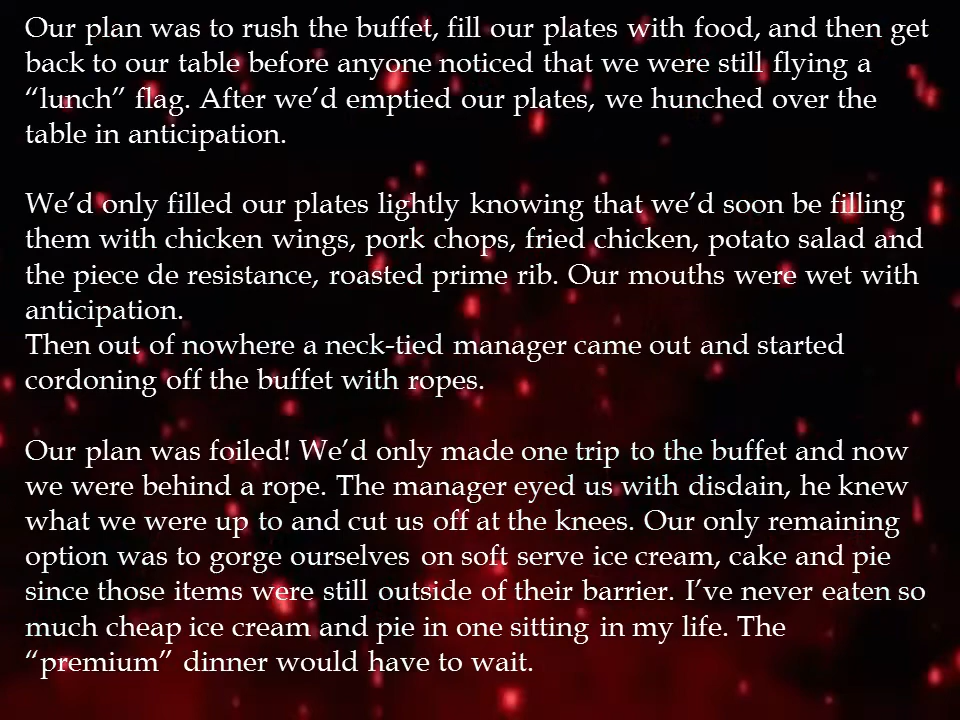 Our plan was to rush the buffet, fill our plates with food, and then get
back to our table before anyone noticed that we were still flying a
“lunch” flag. After we’d emptied our plates, we hunched over the
table in anticipation.
We’d only filled our plates lightly knowing that we’d soon be filling
them with chicken wings, pork chops, fried chicken, potato salad and
the piece de resistance, roasted prime rib. Our mouths were wet with
anticipation.
Then out of nowhere a neck-tied manager came out and started
cordoning off the buffet with ropes.
Our plan was foiled! We’d only made one trip to the buffet and now
we were behind a rope. The manager eyed us with disdain, he knew
what we were up to and cut us off at the knees. Our only remaining
option was to gorge ourselves on soft serve ice cream, cake and pie
since those items were still outside of their barrier. I’ve never eaten so
much cheap ice cream and pie in one sitting in my life. The
“premium” dinner would have to wait.